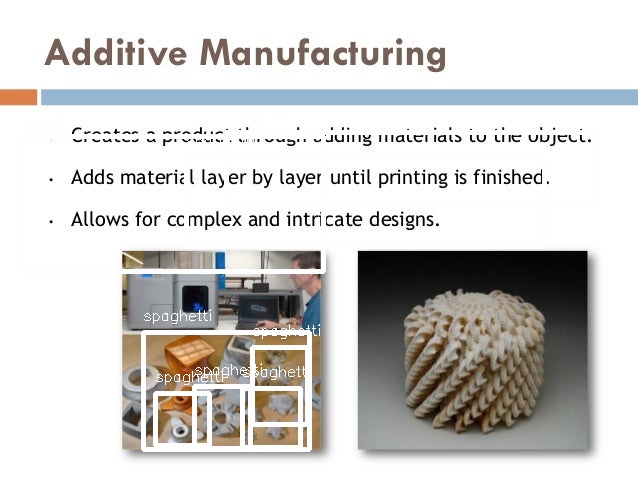 Additive Manufacturing
• Creates a product through adding materials to the object.
• Adds material layer by layer until printing is finished.
• Allows for complex and intricate designs.
spaghetti
spaghetti
spaghetti
spaghetti
spaghetti